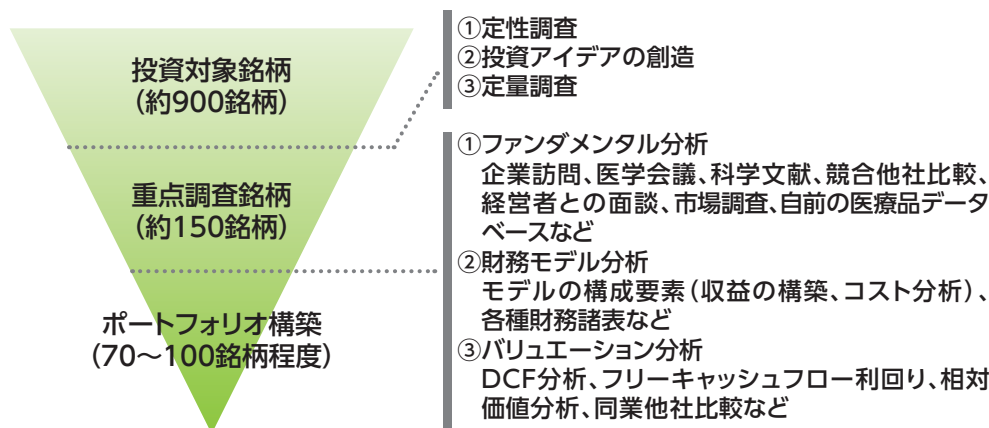 投資対象銘柄
（約900銘柄）
重点調査銘柄
（約150銘柄）
ポートフォリオ構築
（70～100銘柄程度）
①定性調査
②投資アイデアの創造
③定量調査
①ファンダメンタル分析
企業訪問、医学会議、科学文献、競合他社比較、
経営者との面談、市場調査、自前の医療品データ
ベースなど
②財務モデル分析
モデルの構成要素（収益の構築、コスト分析）、
各種財務諸表など
③バリュエーション分析
DCF分析、フリーキャッシュフロー利回り、相対
価値分析、同業他社比較など